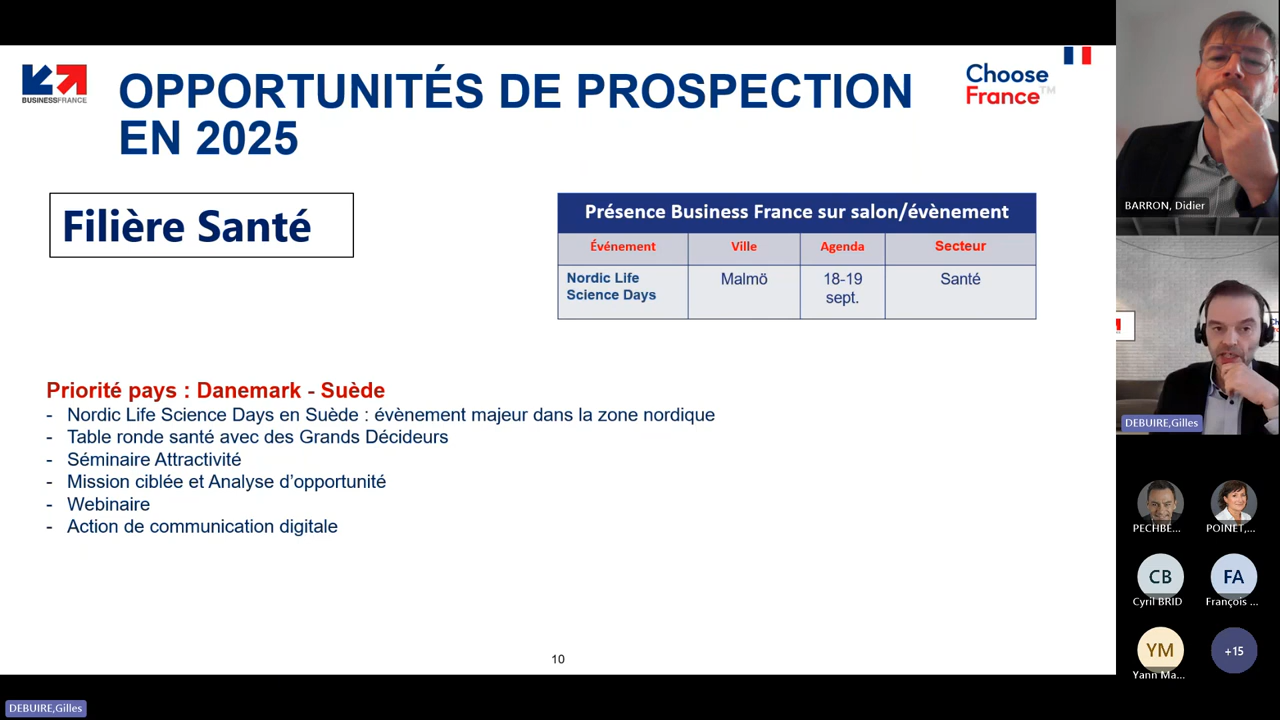 BUSINESSFRANCE
OPPORTUNITÉS DE PROSPECTION
EN 2025
Choose
France™
Filière Santé
Présence Business France sur salon/évènement
Événement Ville Agenda Secteur
Nordic Life Science Days Malmö 18-19 sept. Santé
Priorité pays : Danemark - Suède
- Nordic Life Science Days en Suède : évènement majeur dans la zone nordique
- Table ronde santé avec des Grands Décideurs
- Séminaire Attractivité
- Mission ciblée et Analyse d’opportunité
- Webinaire
- Action de communication digitale
10
BARRON, Didier
DEBUIRE,Gilles
PECHBE...
POINET,...
CB
FA
Cyril BRID
François ...
YM
+15
Yann Ma...
DEBUIRE,Gilles